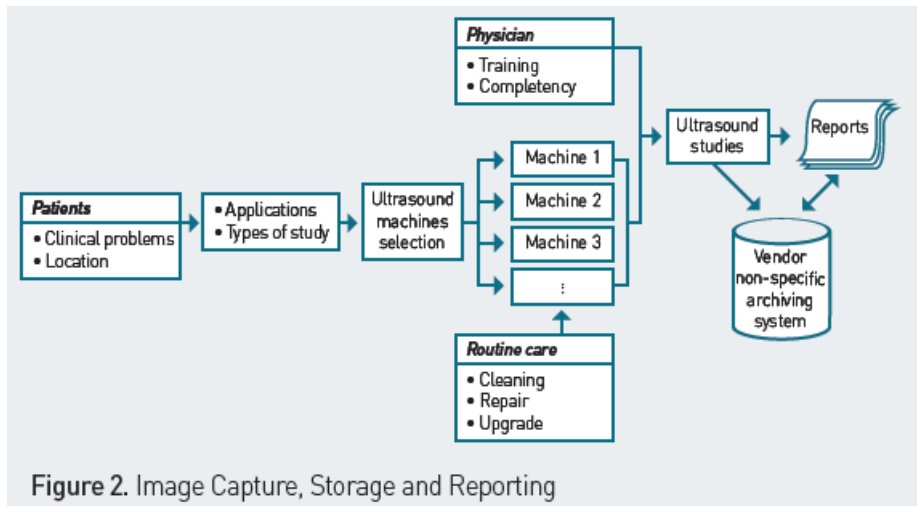 Physician
• Training
• Competency
Patients
• Clinical problems
• Location
• Applications
• Types of study
Ultrasound
machines
selection
Machine 1
Machine 2
Machine 3
⋮
Routine care
• Cleaning
• Repair
• Upgrade
Ultrasound
studies
Reports
Vendor
non-specific
archiving
system
Figure 2. Image Capture, Storage and Reporting